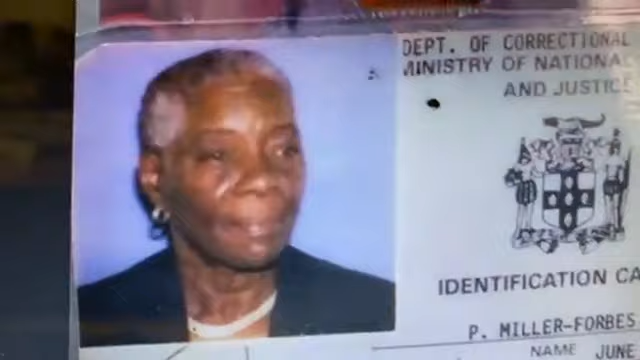 DEPT. OF CORRECTIONAL
MINISTRY OF NATIONAL
AND JUSTICE
IDENTIFICATION CA
P. MILLER-FORBES
NAME JUNE